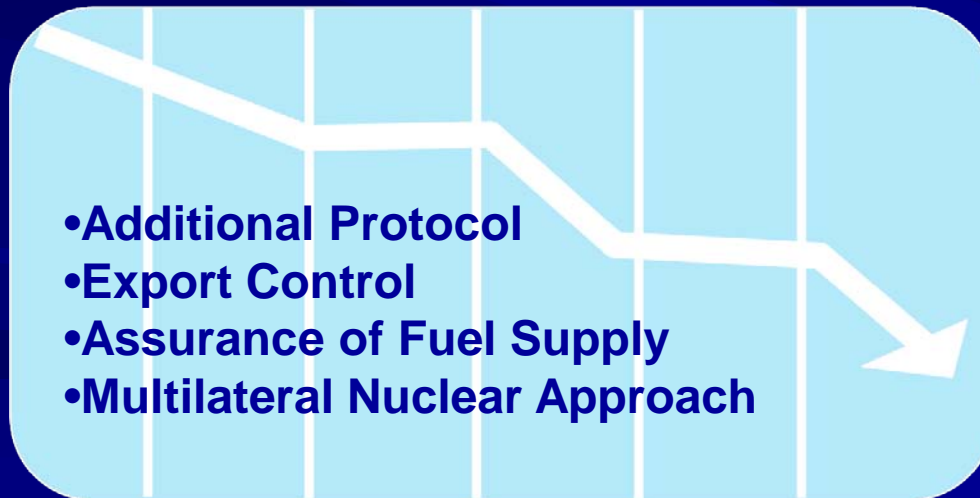 •Additional Protocol
•Export Control
•Assurance of Fuel Supply
•Multilateral Nuclear Approach